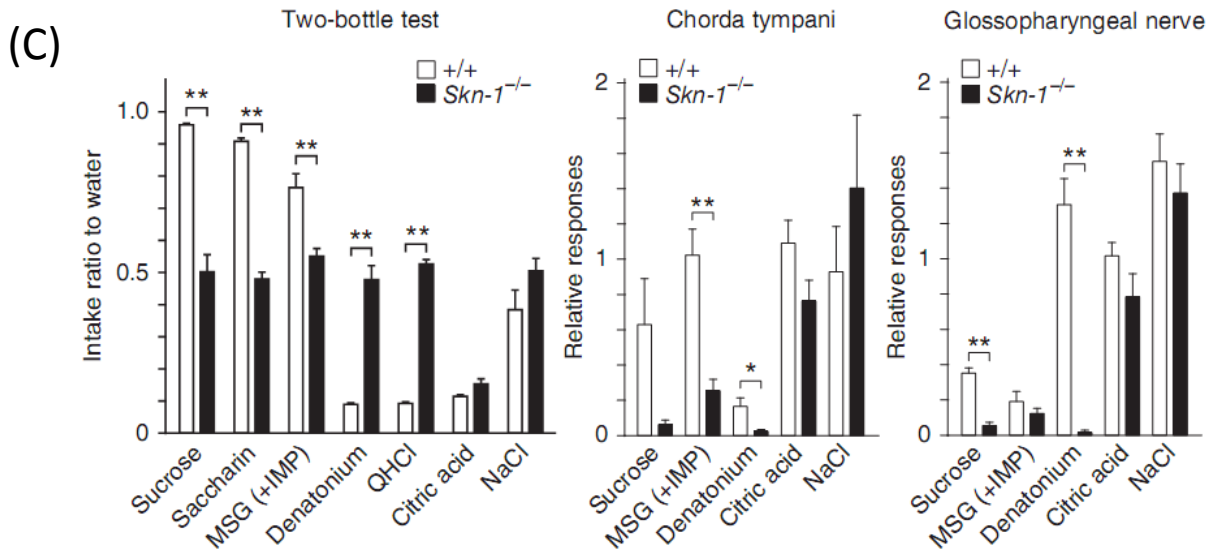 (C)
Two-bottle test
+/+
Skn-1–/–
Intake ratio to water
1.0
0.5
0
**
**
**
**
**
Sucrose
Saccharin
MSG (+IMP)
Denatonium
QHCl
Citric acid
NaCl
Chorda tympani
+/+
Skn-1–/–
Relative responses
2
1
0
**
*
Sucrose
MSG (+IMP)
Denatonium
Citric acid
NaCl
Glossopharyngeal nerve
+/+
Skn-1–/–
Relative responses
2
1
0
**
**
Sucrose
MSG (+IMP)
Denatonium
Citric acid
NaCl